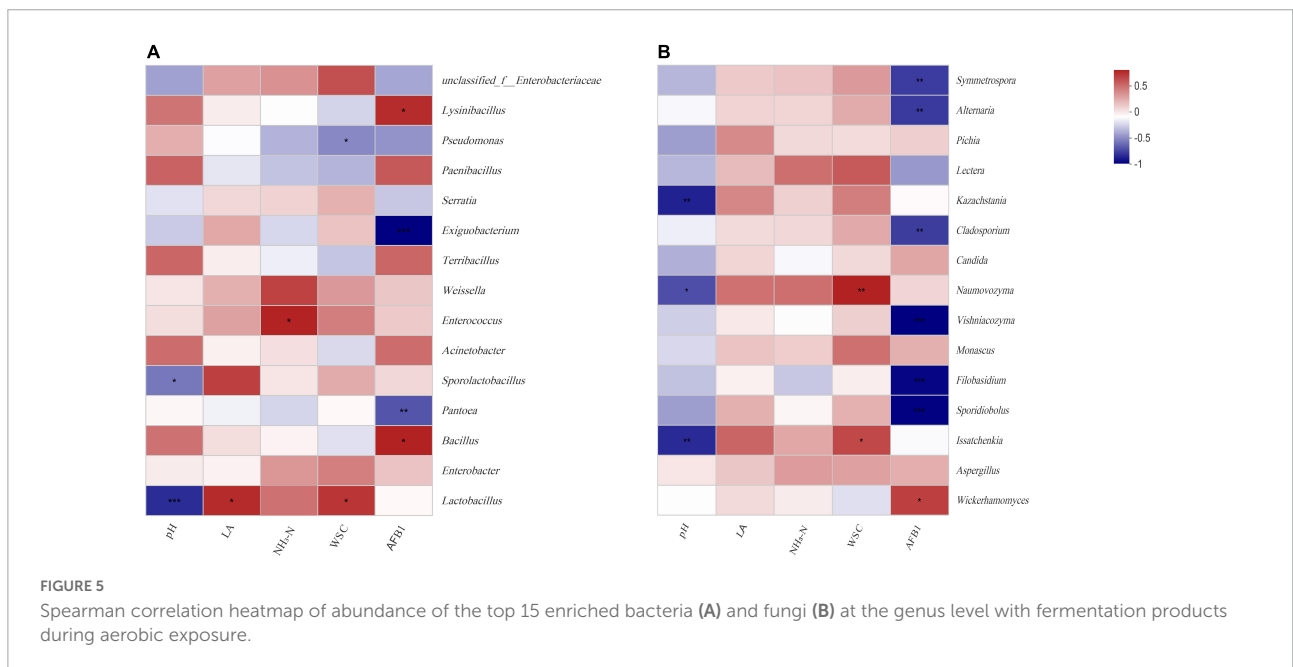 A
B
unclassified_f__Enterobacteriaceae
Lysinibacillus
*
Pseudomonas
*
Paenibacillus
Serratia
Exiguobacterium
***
Terribacillus
Weissella
Enterococcus
*
Acinetobacter
Sporolactobacillus
*
Pantoea
**
Bacillus
*
Enterobacter
Lactobacillus
*** * *
pH LA NH₃-N WSC AFB1
** Symmetrospora
** Alternaria
Pichia
Lectera
** Kazachstania
** Cladosporium
Candida
* ** Naumovozyma
*** Vishniacozyma
Monascus
*** Filobasidium
*** Sporidiobolus
** * Issatchenkia
Aspergillus
* Wickerhamomyces
pH LA NH₃-N WSC AFB1
0.5
0
-0.5
-1
FIGURE 5
Spearman correlation heatmap of abundance of the top 15 enriched bacteria (A) and fungi (B) at the genus level with fermentation products
during aerobic exposure.